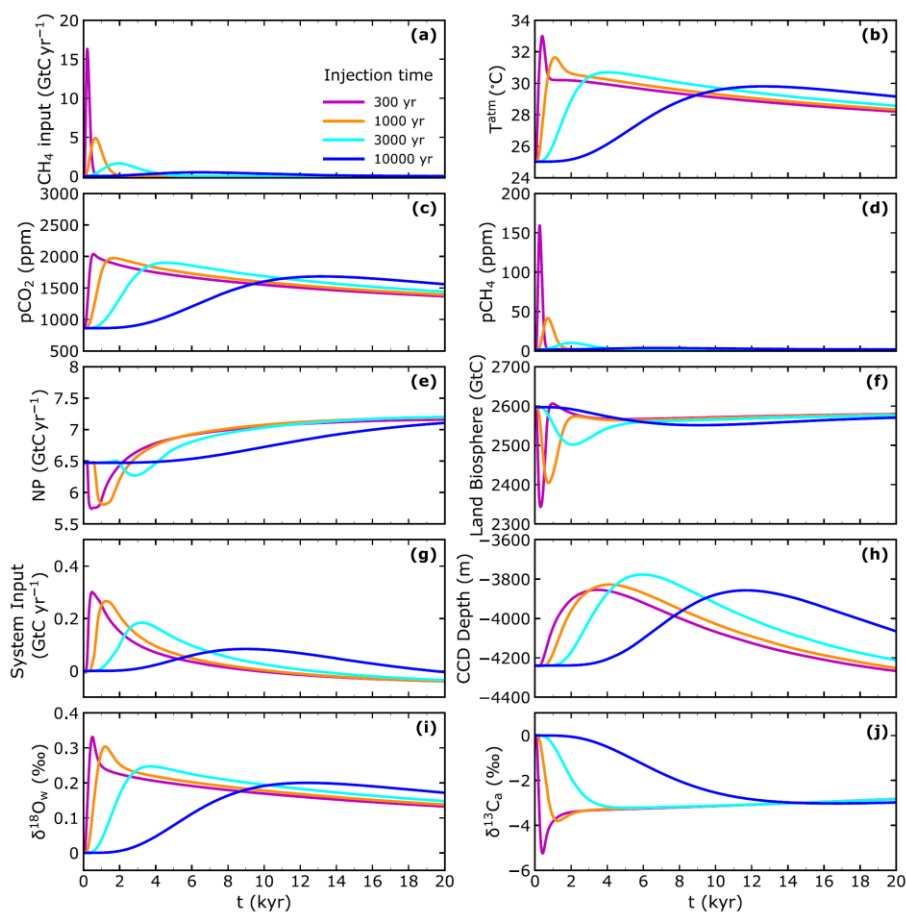 (a)
CH₄ input (GtC yr⁻¹)
20
15
10
5
0
Injection time
300 yr
1000 yr
3000 yr
10000 yr
(b)
Tᵃᵗᵐ (°C)
34
32
30
28
26
24
(c)
pCO₂ (ppm)
3000
2500
2000
1500
1000
500
(d)
pCH₄ (ppm)
200
150
100
50
0
(e)
NP (GtC yr⁻¹)
8
7.5
7
6.5
6
5.5
(f)
Land Biosphere (GtC)
2700
2600
2500
2400
2300
(g)
System Input
(GtC yr⁻¹)
0.4
0.2
0
(h)
CCD Depth (m)
−3600
−3800
−4000
−4200
−4400
(i)
δ¹⁸O_w (‰)
0.4
0.3
0.2
0.1
0
0 2 4 6 8 10 12 14 16 18 20
t (kyr)
(j)
δ¹³Cₐ (‰)
0
−2
−4
−6
0 2 4 6 8 10 12 14 16 18 20
t (kyr)